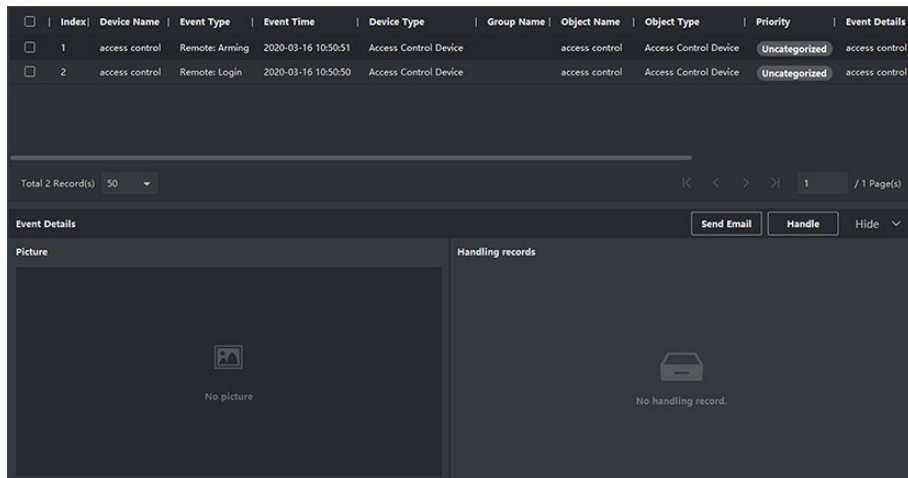 Index Device Name Event Type Event Time Device Type Group Name Object Name Object Type Priority Event Details
1 access control Remote: Arming 2020-03-16 10:50:51 Access Control Device access control Access Control Device Uncategorized access control
2 access control Remote: Login 2020-03-16 10:50:50 Access Control Device access control Access Control Device Uncategorized access control
Total 2 Record(s) 50 1 / 1 Page(s)
Event Details Send Email Handle Hide
Picture Handling records
No picture
No handling record.